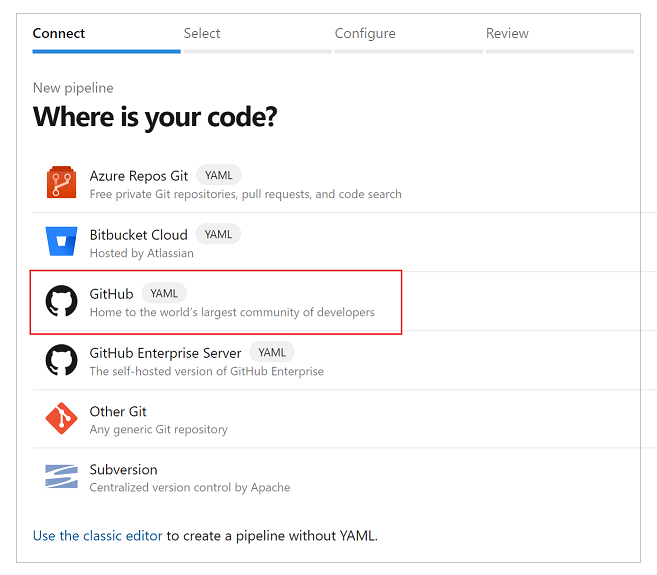 Connect Select Configure Review
New pipeline
Where is your code?
Azure Repos Git YAML
Free private Git repositories, pull requests, and code search
Bitbucket Cloud YAML
Hosted by Atlassian
GitHub YAML
Home to the world's largest community of developers
GitHub Enterprise Server YAML
The self-hosted version of GitHub Enterprise
Other Git
Any generic Git repository
Subversion
Centralized version control by Apache
Use the classic editor to create a pipeline without YAML.